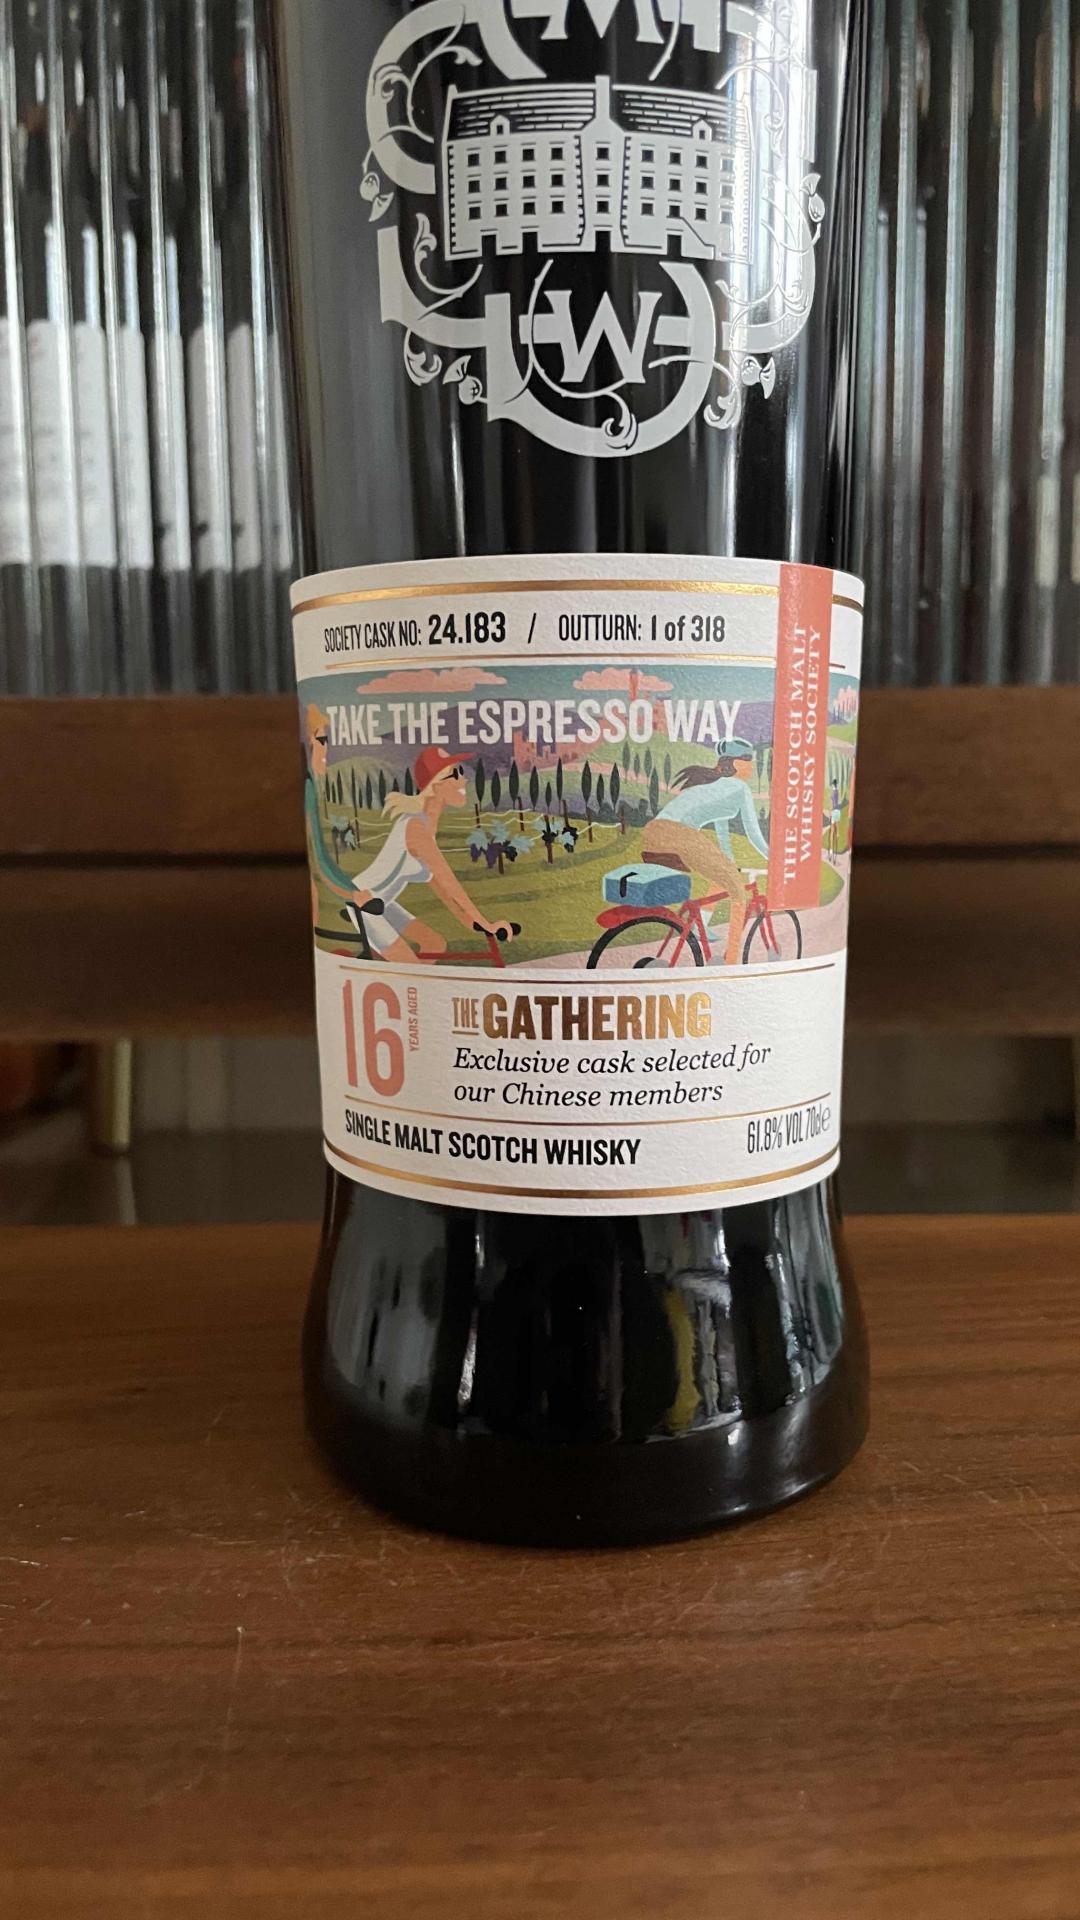 SOCIETY CASK NO: 24.183 / OUTTURN: 1 of 318
TAKE THE ESPRESSO WAY
THE SCOTCH MALT
WHISKY SOCIETY
16 YEARS AGED
THE GATHERING
Exclusive cask selected for
our Chinese members
SINGLE MALT SCOTCH WHISKY
61.8% VOL 70cl e